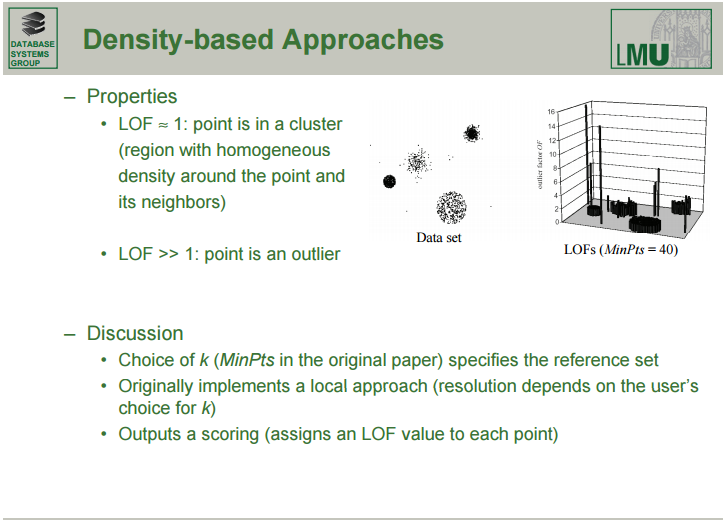 DATABASE
SYSTEMS
GROUP
Density-based Approaches
LMU
– Properties
• LOF ≈ 1: point is in a cluster
(region with homogeneous
density around the point and
its neighbors)
• LOF >> 1: point is an outlier
Data set
outlier factor OF
16
14
12
10
8
6
4
2
0
LOFs (MinPts = 40)
– Discussion
• Choice of k (MinPts in the original paper) specifies the reference set
• Originally implements a local approach (resolution depends on the user's
choice for k)
• Outputs a scoring (assigns an LOF value to each point)